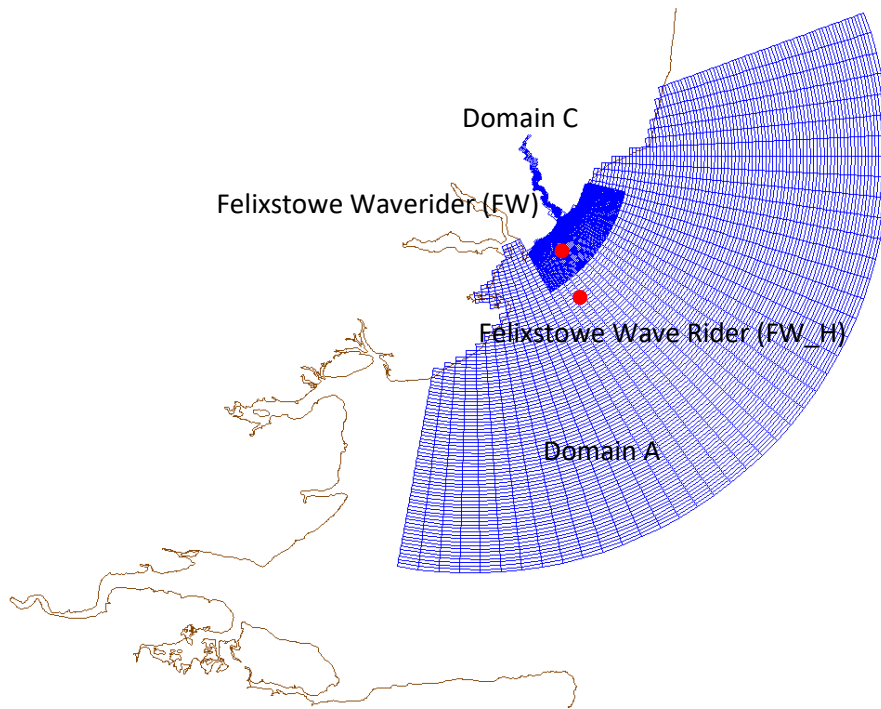 Domain C
Felixstowe Waverider (FW)
Felixstowe Wave Rider (FW_H)
Domain A